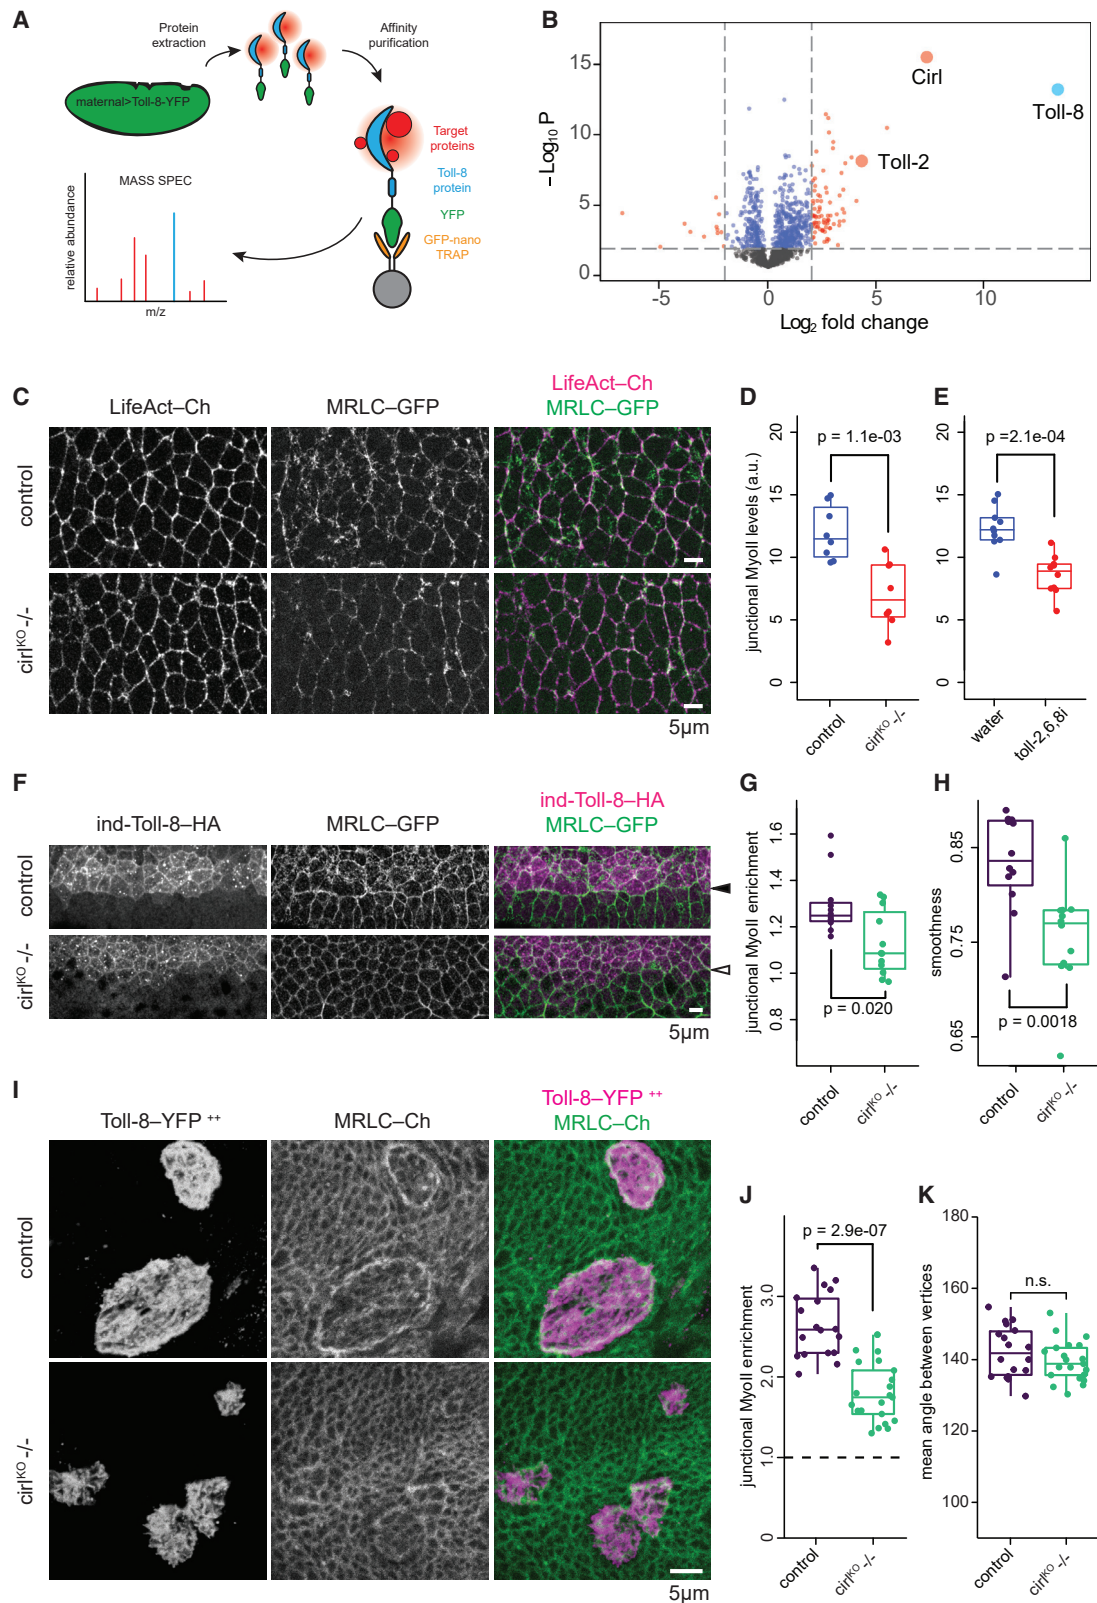 A
Protein
extraction
Affinity
purification
maternal>Toll-8-YFP
Target
proteins
Toll-8
protein
YFP
GFP-nano
TRAP
MASS SPEC
relative abundance
m/z
B
−Log10 P
15
10
5
0
-5
0
5
10
Log2 fold change
Cirl
Toll-8
Toll-2
C
LifeAct–Ch
MRLC–GFP
LifeAct–Ch
MRLC–GFP
control
cirlKO -/-
5µm
D
junctional MyoII levels (a.u.)
20
15
10
5
0
p = 1.1e-03
control
cirlKO -/-
E
20
15
10
5
0
p =2.1e-04
water
toll-2,6,8i
F
ind-Toll-8–HA
MRLC–GFP
ind-Toll-8–HA
MRLC–GFP
control
cirlKO -/-
5µm
G
junctional MyoII enrichment
1.6
1.4
1.2
1.0
0.8
p = 0.020
control
cirlKO -/-
H
smoothness
0.85
0.75
0.65
p = 0.0018
control
cirlKO -/-
I
Toll-8–YFP ++
MRLC–Ch
Toll-8–YFP ++
MRLC–Ch
control
cirlKO -/-
5µm
J
junctional MyoII enrichment
3.0
2.0
1.0
0
p = 2.9e-07
control
cirlKO -/-
K
mean angle between vertices
180
160
140
120
100
n.s.
control
cirlKO -/-